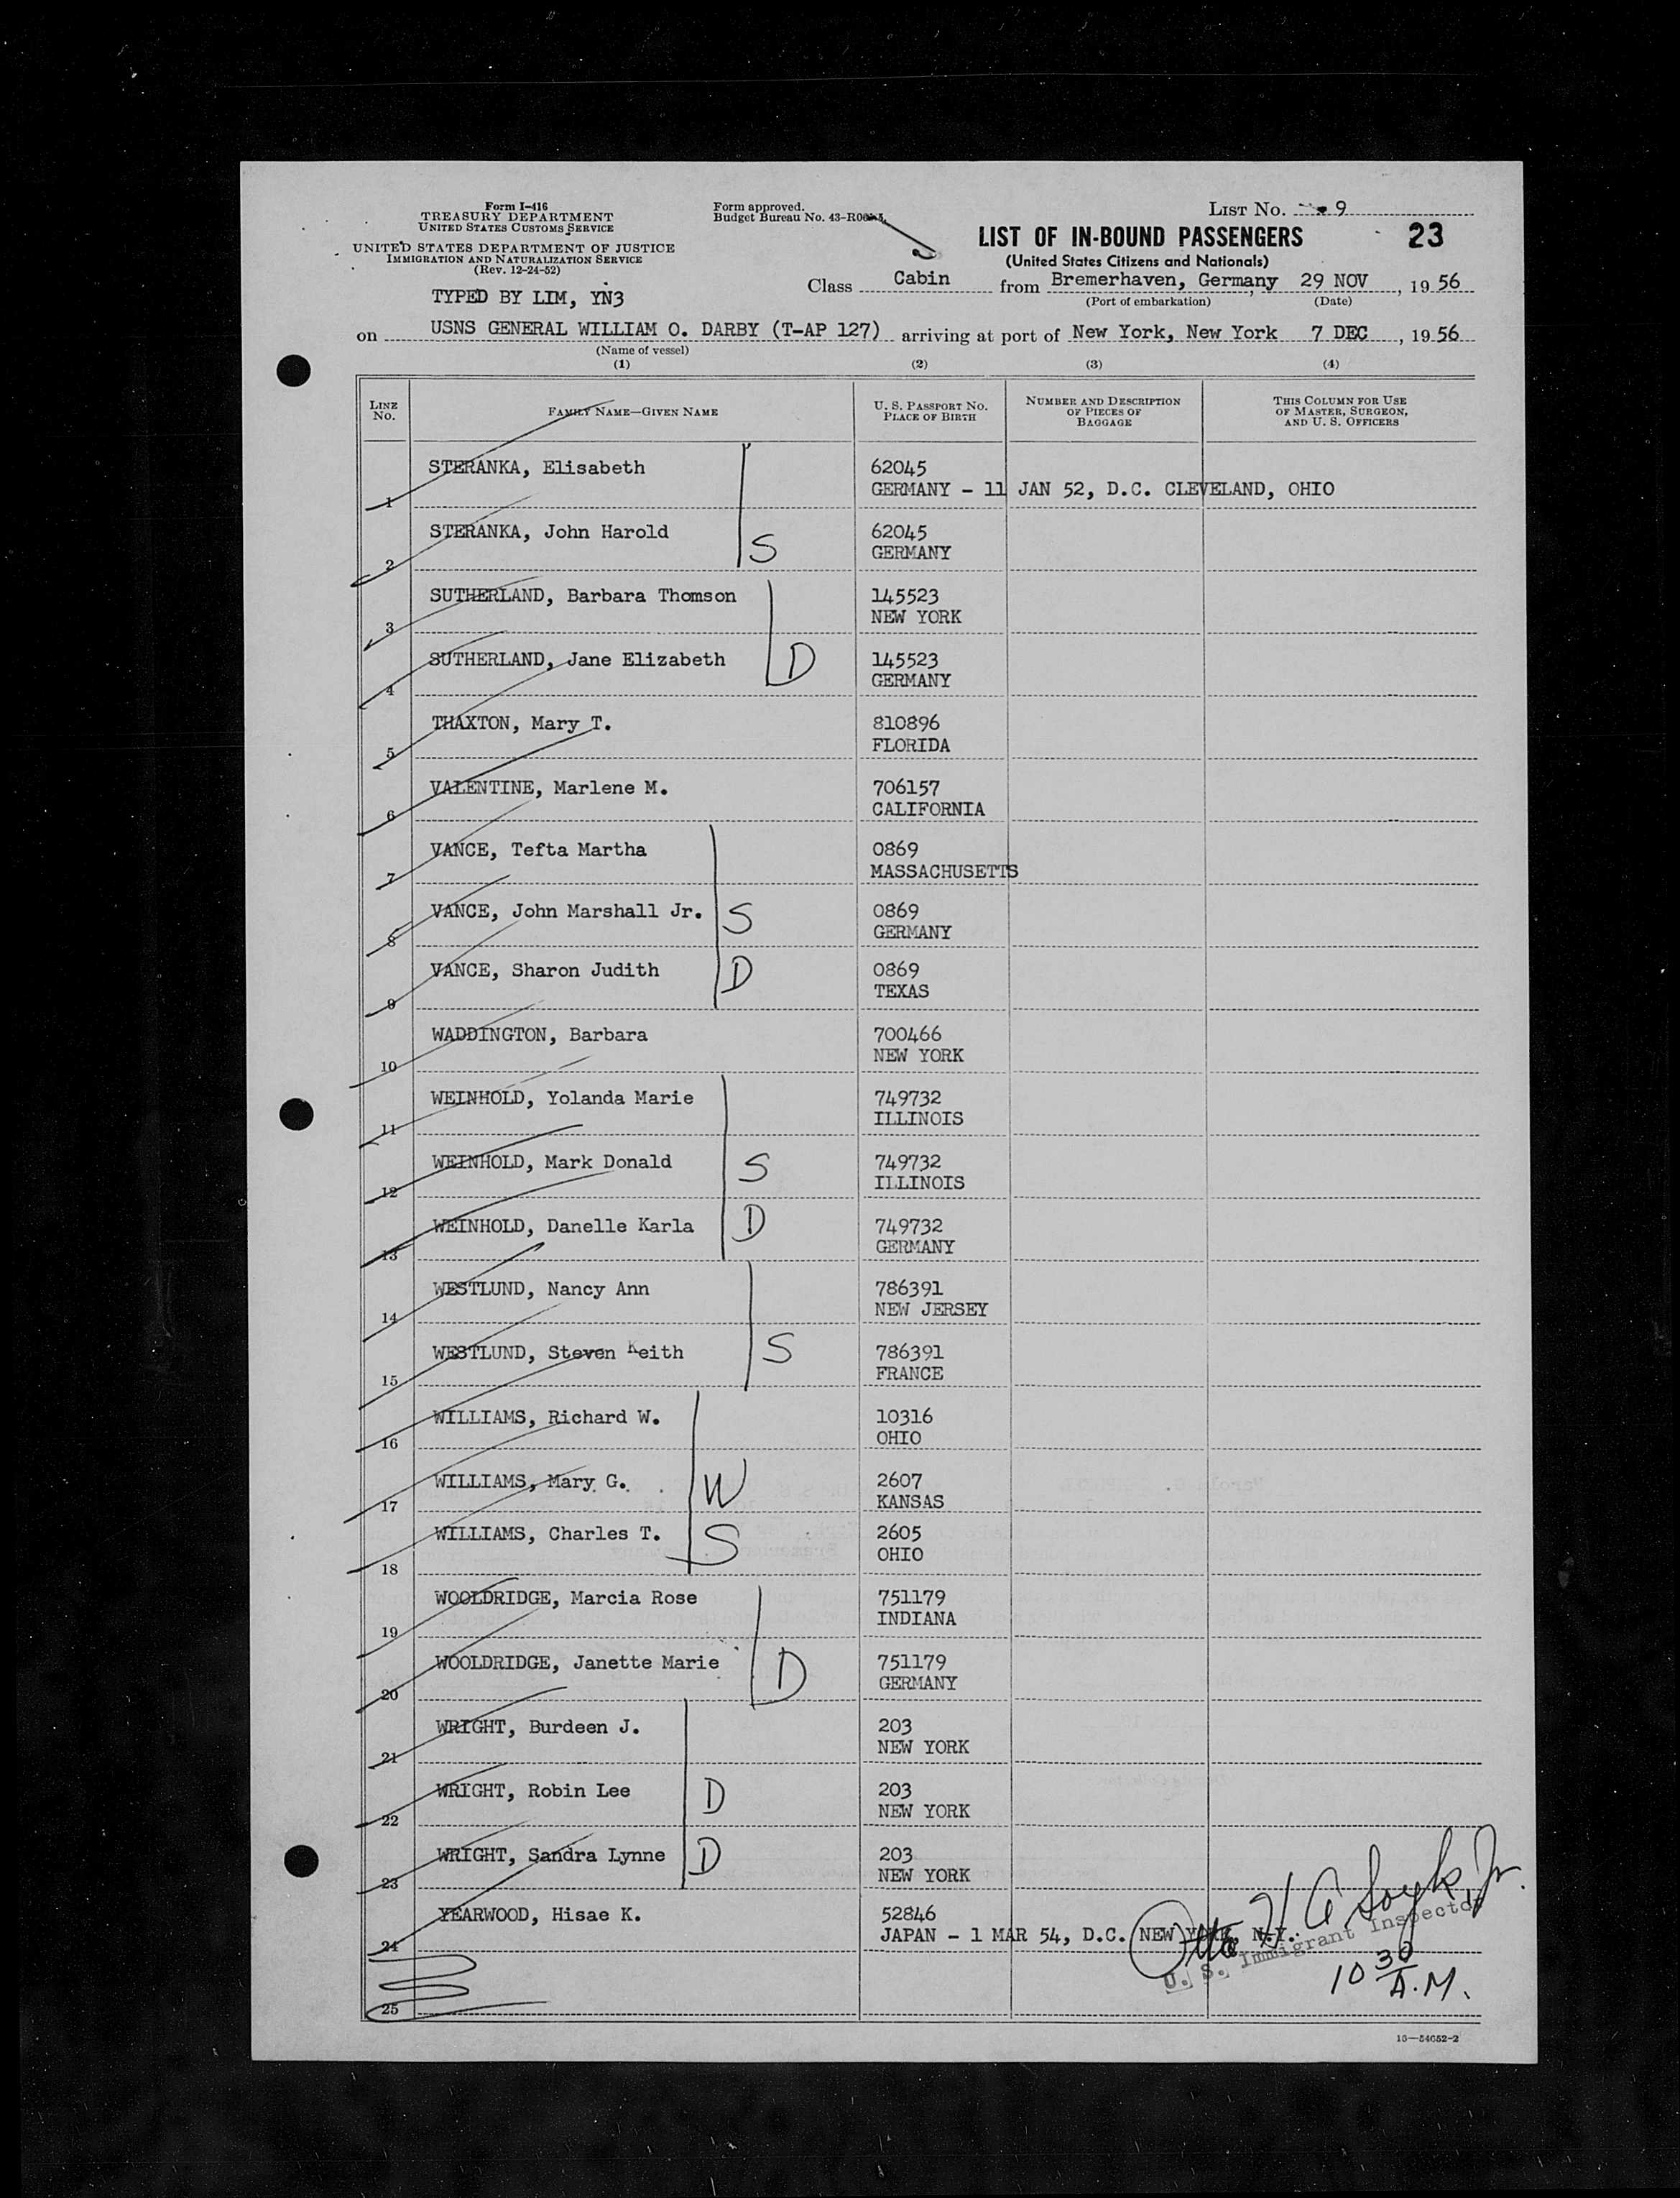 Form I-416
TREASURY DEPARTMENT
UNITED STATES CUSTOMS SERVICE
UNITED STATES DEPARTMENT OF JUSTICE
IMMIGRATION AND NATURALIZATION SERVICE
(Rev. 12-24-52)
TYPED BY LIM, YN3
Form approved.
Budget Bureau No.
LIST No. 9
LIST OF IN-BOUND PASSENGERS 23
(United States Citizens and Nationals)
Class Cabin from Bremerhaven, Germany 29 NOV, 19 56
(Port of embarkation) (Date)
on USNS GENERAL WILLIAM O. DARBY (T-AP 127) arriving at port of New York, New York 7 DEC, 19 56
(Name of vessel)
(1) (2) (3) (4)
LINE No. FAMILY NAME—GIVEN NAME U. S. PASSPORT NO. PLACE OF BIRTH NUMBER AND DESCRIPTION OF PIECES OF BAGGAGE THIS COLUMN FOR USE OF MASTER, SURGEON, AND U. S. OFFICERS
STERANKA, Elisabeth 62045
1 GERMANY - 11 JAN 52, D.C. CLEVELAND, OHIO
STERANKA, John Harold S 62045
2 GERMANY
SUTHERLAND, Barbara Thomson 145523
3 NEW YORK
SUTHERLAND, Jane Elizabeth D 145523
4 GERMANY
THAXTON, Mary T. 810896
5 FLORIDA
VALENTINE, Marlene M. 706157
6 CALIFORNIA
VANCE, Tefta Martha 0869
7 MASSACHUSETTS
VANCE, John Marshall Jr. S 0869
8 GERMANY
VANCE, Sharon Judith D 0869
9 TEXAS
WADDINGTON, Barbara 700466
10 NEW YORK
WEINHOLD, Yolanda Marie 749732
11 ILLINOIS
WEINHOLD, Mark Donald S 749732
12 ILLINOIS
WEINHOLD, Danelle Karla D 749732
13 GERMANY
WESTLUND, Nancy Ann 786391
14 NEW JERSEY
WESTLUND, Steven Keith S 786391
15 FRANCE
WILLIAMS, Richard W. 10316
16 OHIO
WILLIAMS, Mary G. W 2607
17 KANSAS
WILLIAMS, Charles T. S 2605
18 OHIO
WOOLDRIDGE, Marcia Rose 751179
19 INDIANA
WOOLDRIDGE, Janette Marie D 751179
20 GERMANY
WRIGHT, Burdeen J. 203
21 NEW YORK
WRIGHT, Robin Lee D 203
22 NEW YORK
WRIGHT, Sandra Lynne D 203
23 NEW YORK
YEARWOOD, Hisae K. 52846
24 JAPAN - 1 MAR 54, D.C. NEW YORK, N.Y.
Otto
U. S. Immigrant Inspector
10 30 A.M.
25
16—54652-2